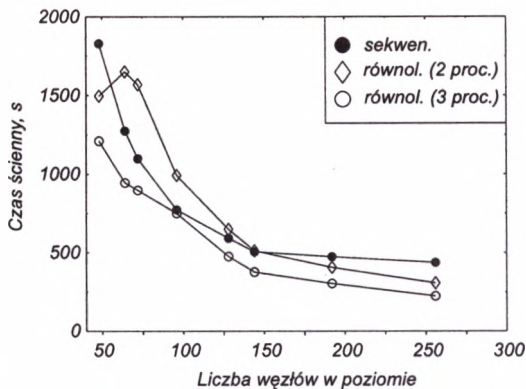 2000
1500
1000
500
0
Czas ścienny, s
sekwen.
równol. (2 proc.)
równol. (3 proc.)
50 100 150 200 250 300
Liczba węzłów w poziomie